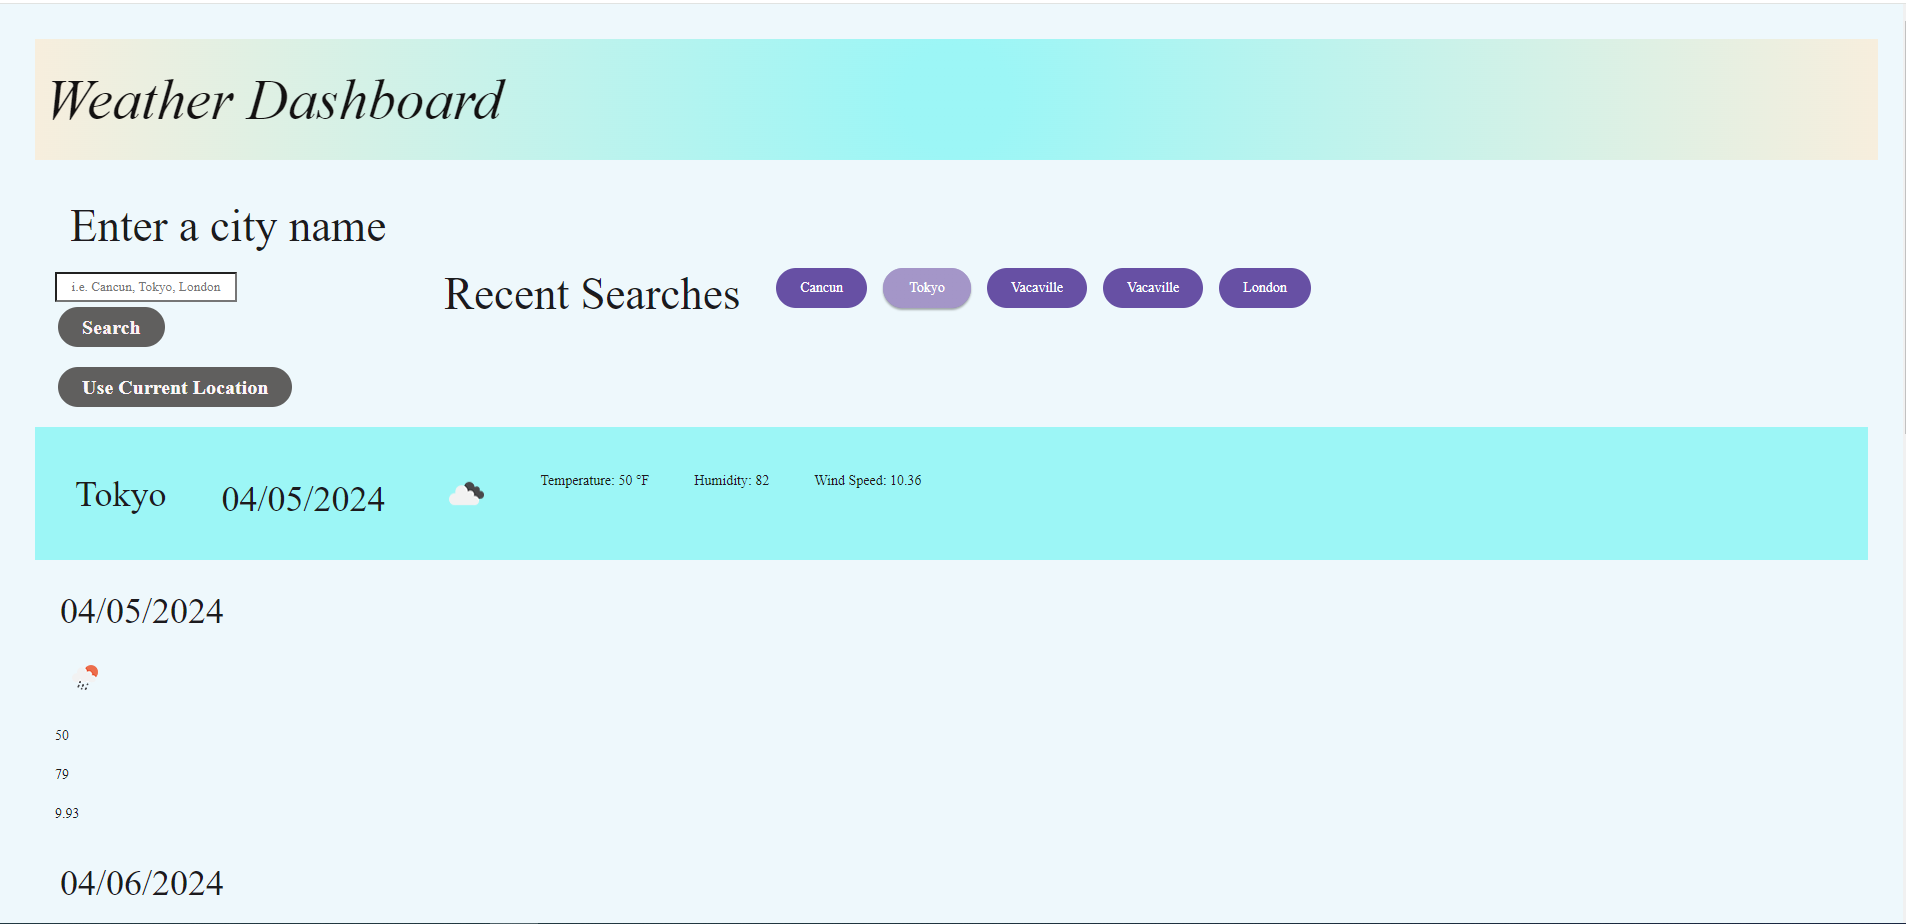 Weather Dashboard
Enter a city name
i.e. Cancun, Tokyo, London
Search
Use Current Location
Recent Searches
Cancun
Tokyo
Vacaville
Vacaville
London
Tokyo
04/05/2024
Temperature: 50 °F
Humidity: 82
Wind Speed: 10.36
04/05/2024
50
79
9.93
04/06/2024